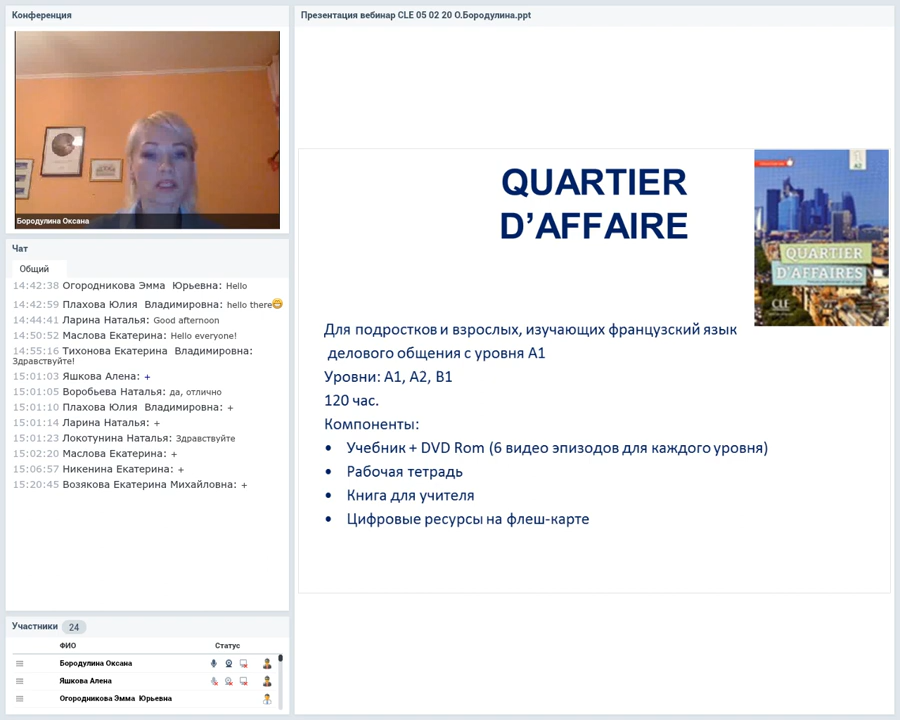 Конференция
Бородулина Оксана
Чат
Общий
14:42:38 Огородникова Эмма Юрьевна: Hello
14:42:59 Плахова Юлия Владимировна: hello there
14:44:41 Ларина Наталья: Good afternoon
14:50:52 Маслова Екатерина: Hello everyone!
14:55:16 Тихонова Екатерина Владимировна:
Здравствуйте!
15:01:03 Яшкова Алена: +
15:01:05 Воробьева Наталья: да, отлично
15:01:10 Плахова Юлия Владимировна: +
15:01:14 Ларина Наталья: +
15:01:23 Локотунина Наталья: Здравствуйте
15:02:20 Маслова Екатерина: +
15:06:57 Никенина Екатерина: +
15:20:45 Возякова Екатерина Михайловна: +
Участники 24
ФИО Статус
Бородулина Оксана
Яшкова Алена
Огородникова Эмма Юрьевна
Презентация вебинар CLE 05 02 20 О.Бородулина.ppt
QUARTIER
D’AFFAIRE
A2
QUARTIER
D'AFFAIRES
CLE
Для подростков и взрослых, изучающих французский язык
делового общения с уровня А1
Уровни: А1, А2, В1
120 час.
Компоненты:
• Учебник + DVD Rom (6 видео эпизодов для каждого уровня)
• Рабочая тетрадь
• Книга для учителя
• Цифровые ресурсы на флеш-карте